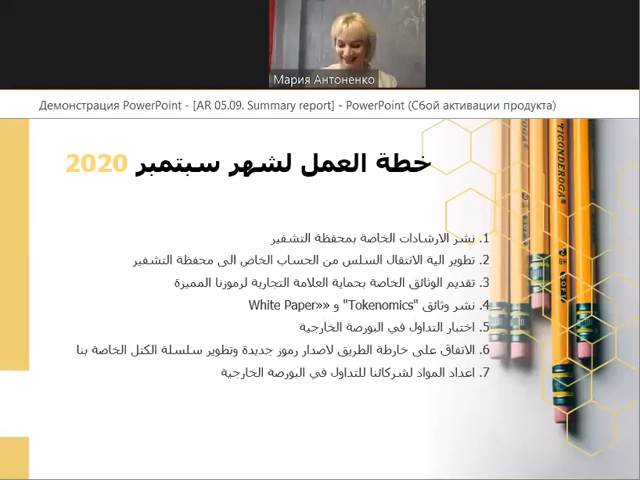 Мария Антоненко
Демонстрация PowerPoint - [AR 05.09. Summary report] - PowerPoint (Сбой активации продукта)
خطة العمل لشهر سبتمبر 2020
1. نشر الارشادات الخاصة بمحفظة التشفير
2. تطوير الية الانتقال السلس من الحساب الخاص الى محفظة التشفير
3. تقديم الوثائق الخاصة بحماية العلامة التجارية لرموزنا المميزة
4. نشر وثائق "Tokenomics" و «»White Paper
5. اختبار التداول في البورصة الخارجية
6. الاتفاق على خارطة الطريق لاصدار رموز جديدة وتطوير سلسلة الكتل الخاصة بنا
7. اعداد المواد لشركائنا للتداول في البورصة الخارجية
TICONDEROGA